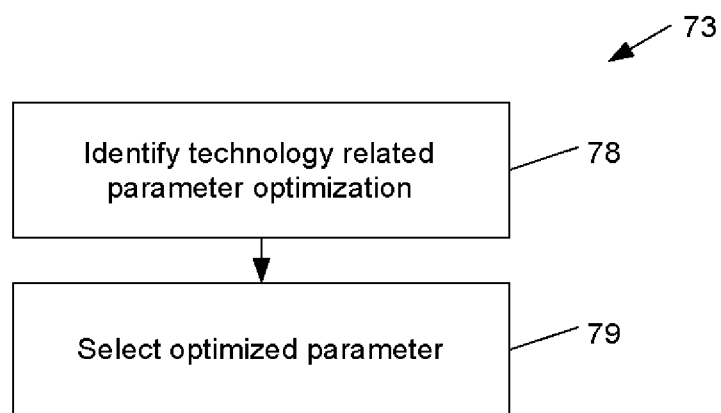 73
Identify technology related
parameter optimization
78
Select optimized parameter
79